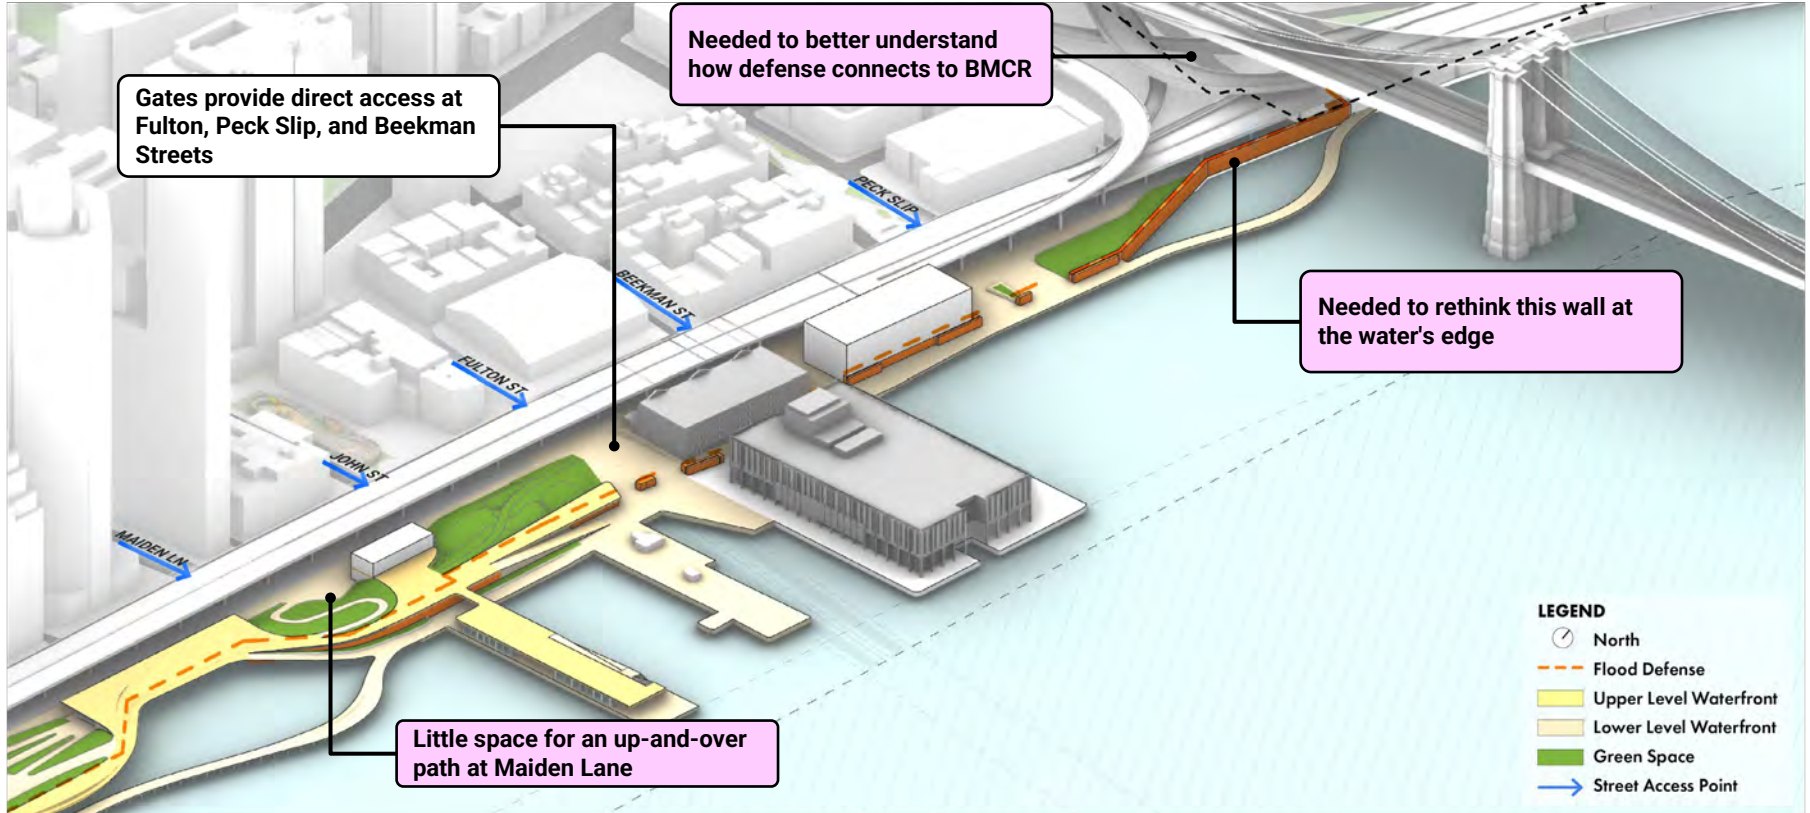 Needed to better understand
how defense connects to BMCR
Gates provide direct access at
Fulton, Peck Slip, and Beekman
Streets
PECK SLIP
BEEKMAN ST
Needed to rethink this wall at
the water's edge
FULTON ST
JOHN ST
MAIDEN LN
Little space for an up-and-over
path at Maiden Lane
LEGEND
North
Flood Defense
Upper Level Waterfront
Lower Level Waterfront
Green Space
Street Access Point